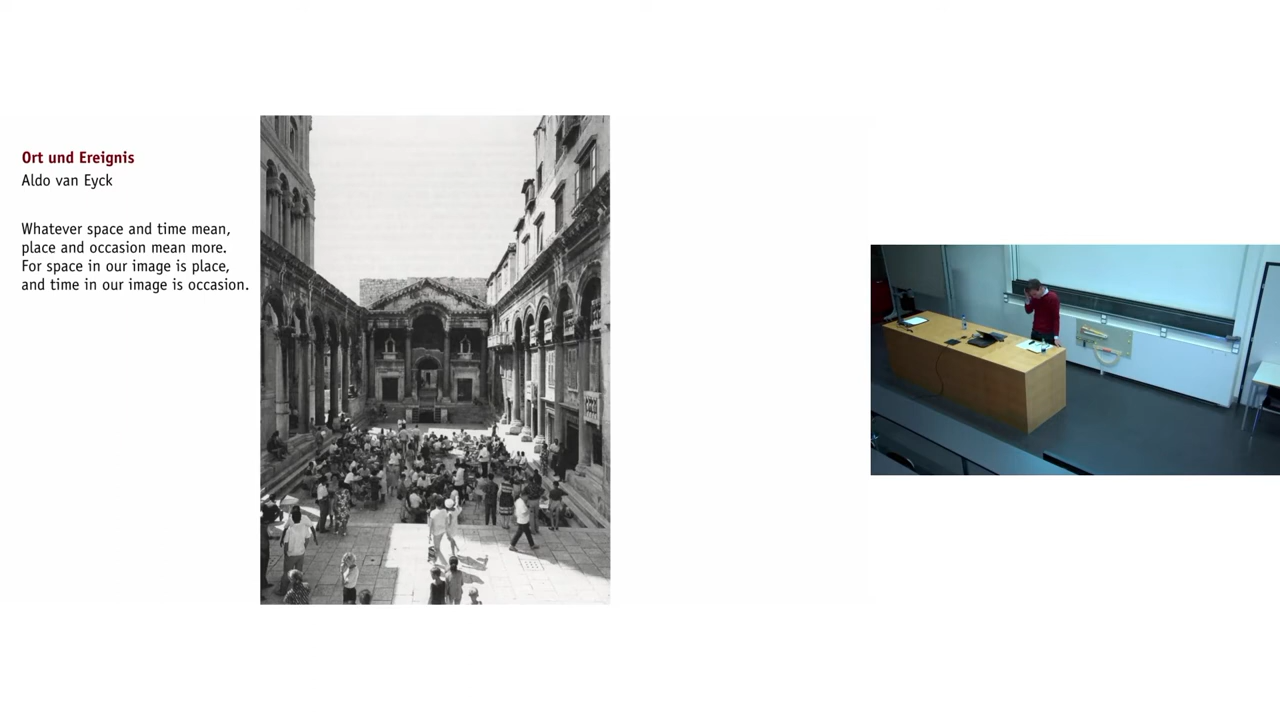 Ort und Ereignis
Aldo van Eyck
Whatever space and time mean,
place and occasion mean more.
For space in our image is place,
and time in our image is occasion.